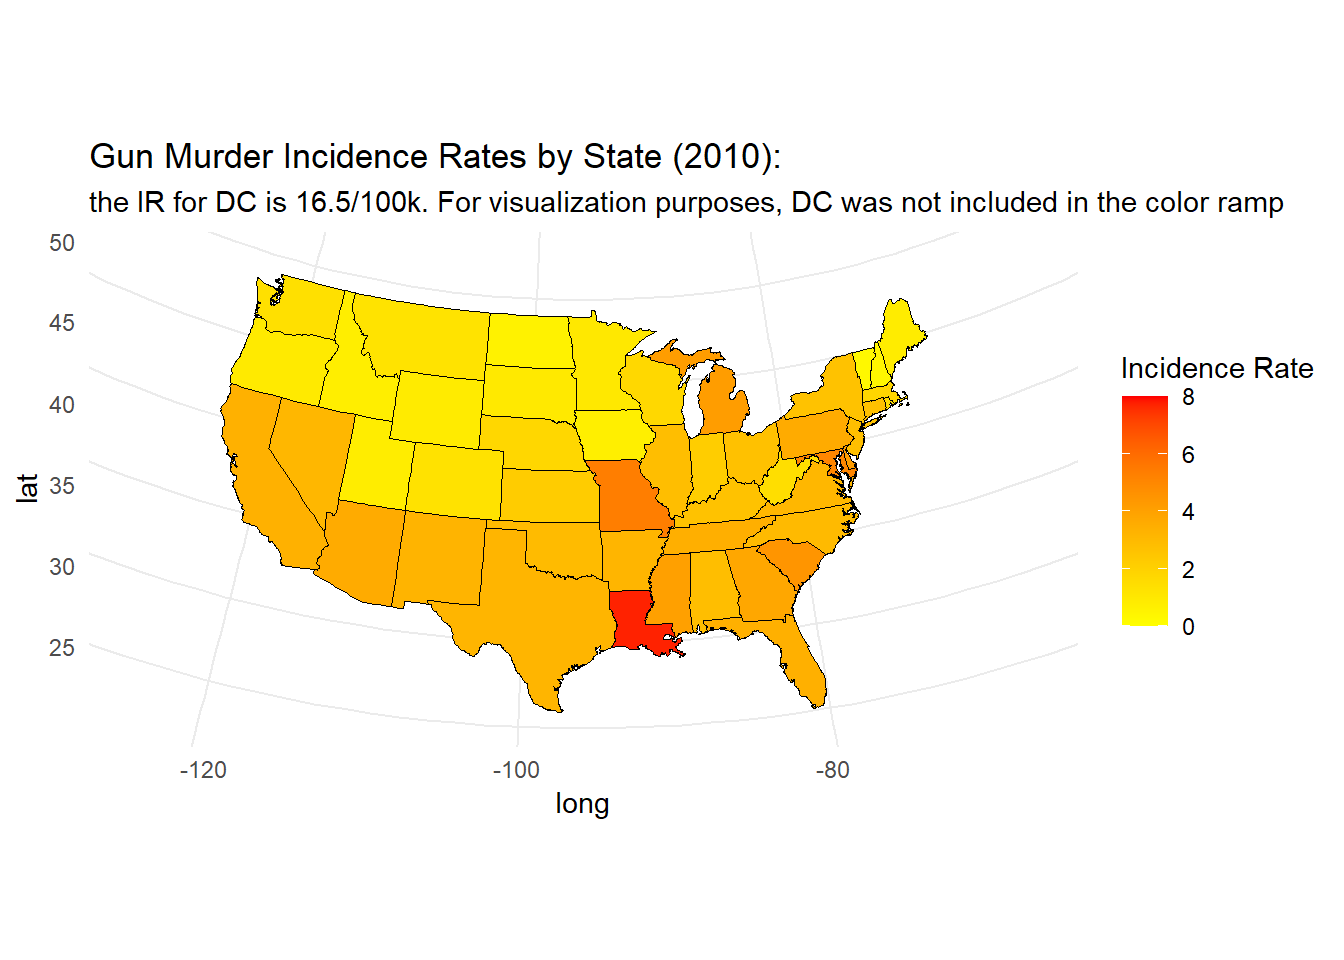 Gun Murder Incidence Rates by State (2010):
the IR for DC is 16.5/100k. For visualization purposes, DC was not included in the color ramp
50
45
40
35
30
25
lat
-120
-100
-80
long
Incidence Rate
8
6
4
2
0